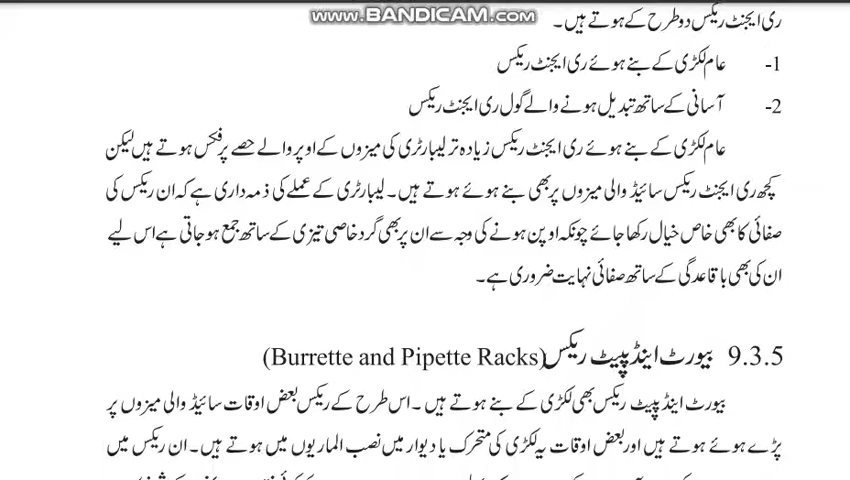 www.BANDICAM.com
ری ایجنٹ ریکس دو طرح کے ہوتے ہیں۔
1- عام لکڑی کے بنے ہوئے ری ایجنٹ ریکس
2- آسانی کے ساتھ تبدیل ہونے والے گول ری ایجنٹ ریکس
عام لکڑی کے بنے ہوئے ری ایجنٹ ریکس زیادہ تر لیبارٹری کی میزوں کے اوپر والے حصے پر فکس ہوتے ہیں لیکن
کچھ ری ایجنٹ ریکس سائیڈ والی میزوں پر بھی بنے ہوئے ہوتے ہیں۔ لیبارٹری کے عملے کی ذمہ داری ہے کہ ان ریکس کی
صفائی کا بھی خاص خیال رکھا جائے چونکہ اوپن ہونے کی وجہ سے ان پر بھی گرد خاصی تیزی کے ساتھ جمع ہو جاتی ہے اس لیے
ان کی بھی باقاعدگی کے ساتھ صفائی نہایت ضروری ہے۔
9.3.5 بیورٹ اینڈ پپیٹ ریکس (Burrette and Pipette Racks)
بیورٹ اینڈ پپیٹ ریکس بھی لکڑی کے بنے ہوتے ہیں۔ اس طرح کے ریکس بعض اوقات سائیڈ والی میزوں پر
پڑے ہوئے ہوتے ہیں اور بعض اوقات یہ لکڑی کی متحرک یا دیوار میں نصب الماریوں میں ہوتے ہیں۔ ان ریکس میں